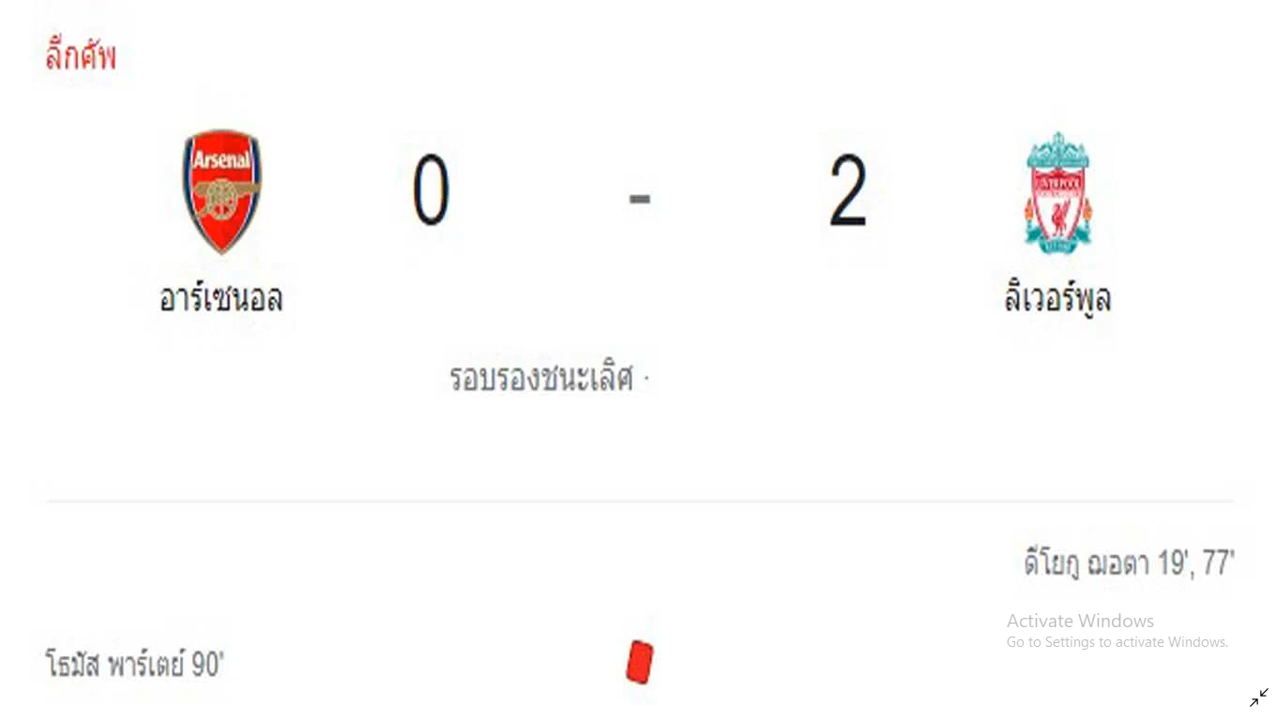 ลีกคัพ
Arsenal
0 - 2
LIVERPOOL
อาร์เซนอล
ลิเวอร์พูล
รอบรองชนะเลิศ ·
ดีโยกู ฌอตา 19', 77'
Activate Windows
Go to Settings to activate Windows.
โธมัส พาร์เตย์ 90'